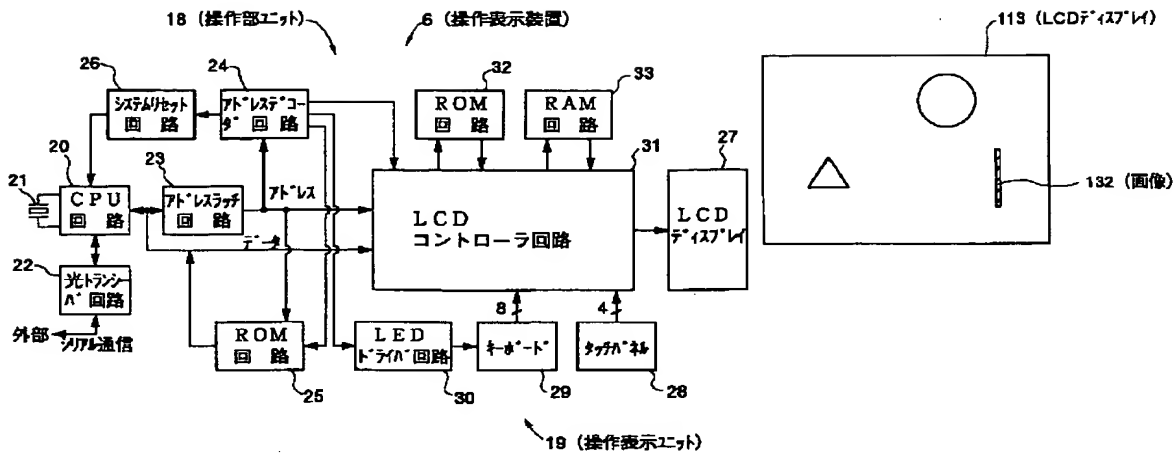 18 (操作部ユニット)
6 (操作表示装置)
113 (LCDディスプレイ)
26
システムリセット
回 路
24
アドレスデコー
ダ 回 路
32
ROM
回 路
33
RAM
回 路
31
27
20
21
CPU
回 路
23
アドレスラッチ
回 路
アドレス
データ
LCD
コントローラ回路
LCD
ディスプレイ
132 (画像)
22
光トランシー
バ 回路
外部
シリアル通信
ROM
回 路
25
LED
ドライバ回路
30
8
キーボード
29
4
タッチパネル
28
19 (操作表示ユニット)